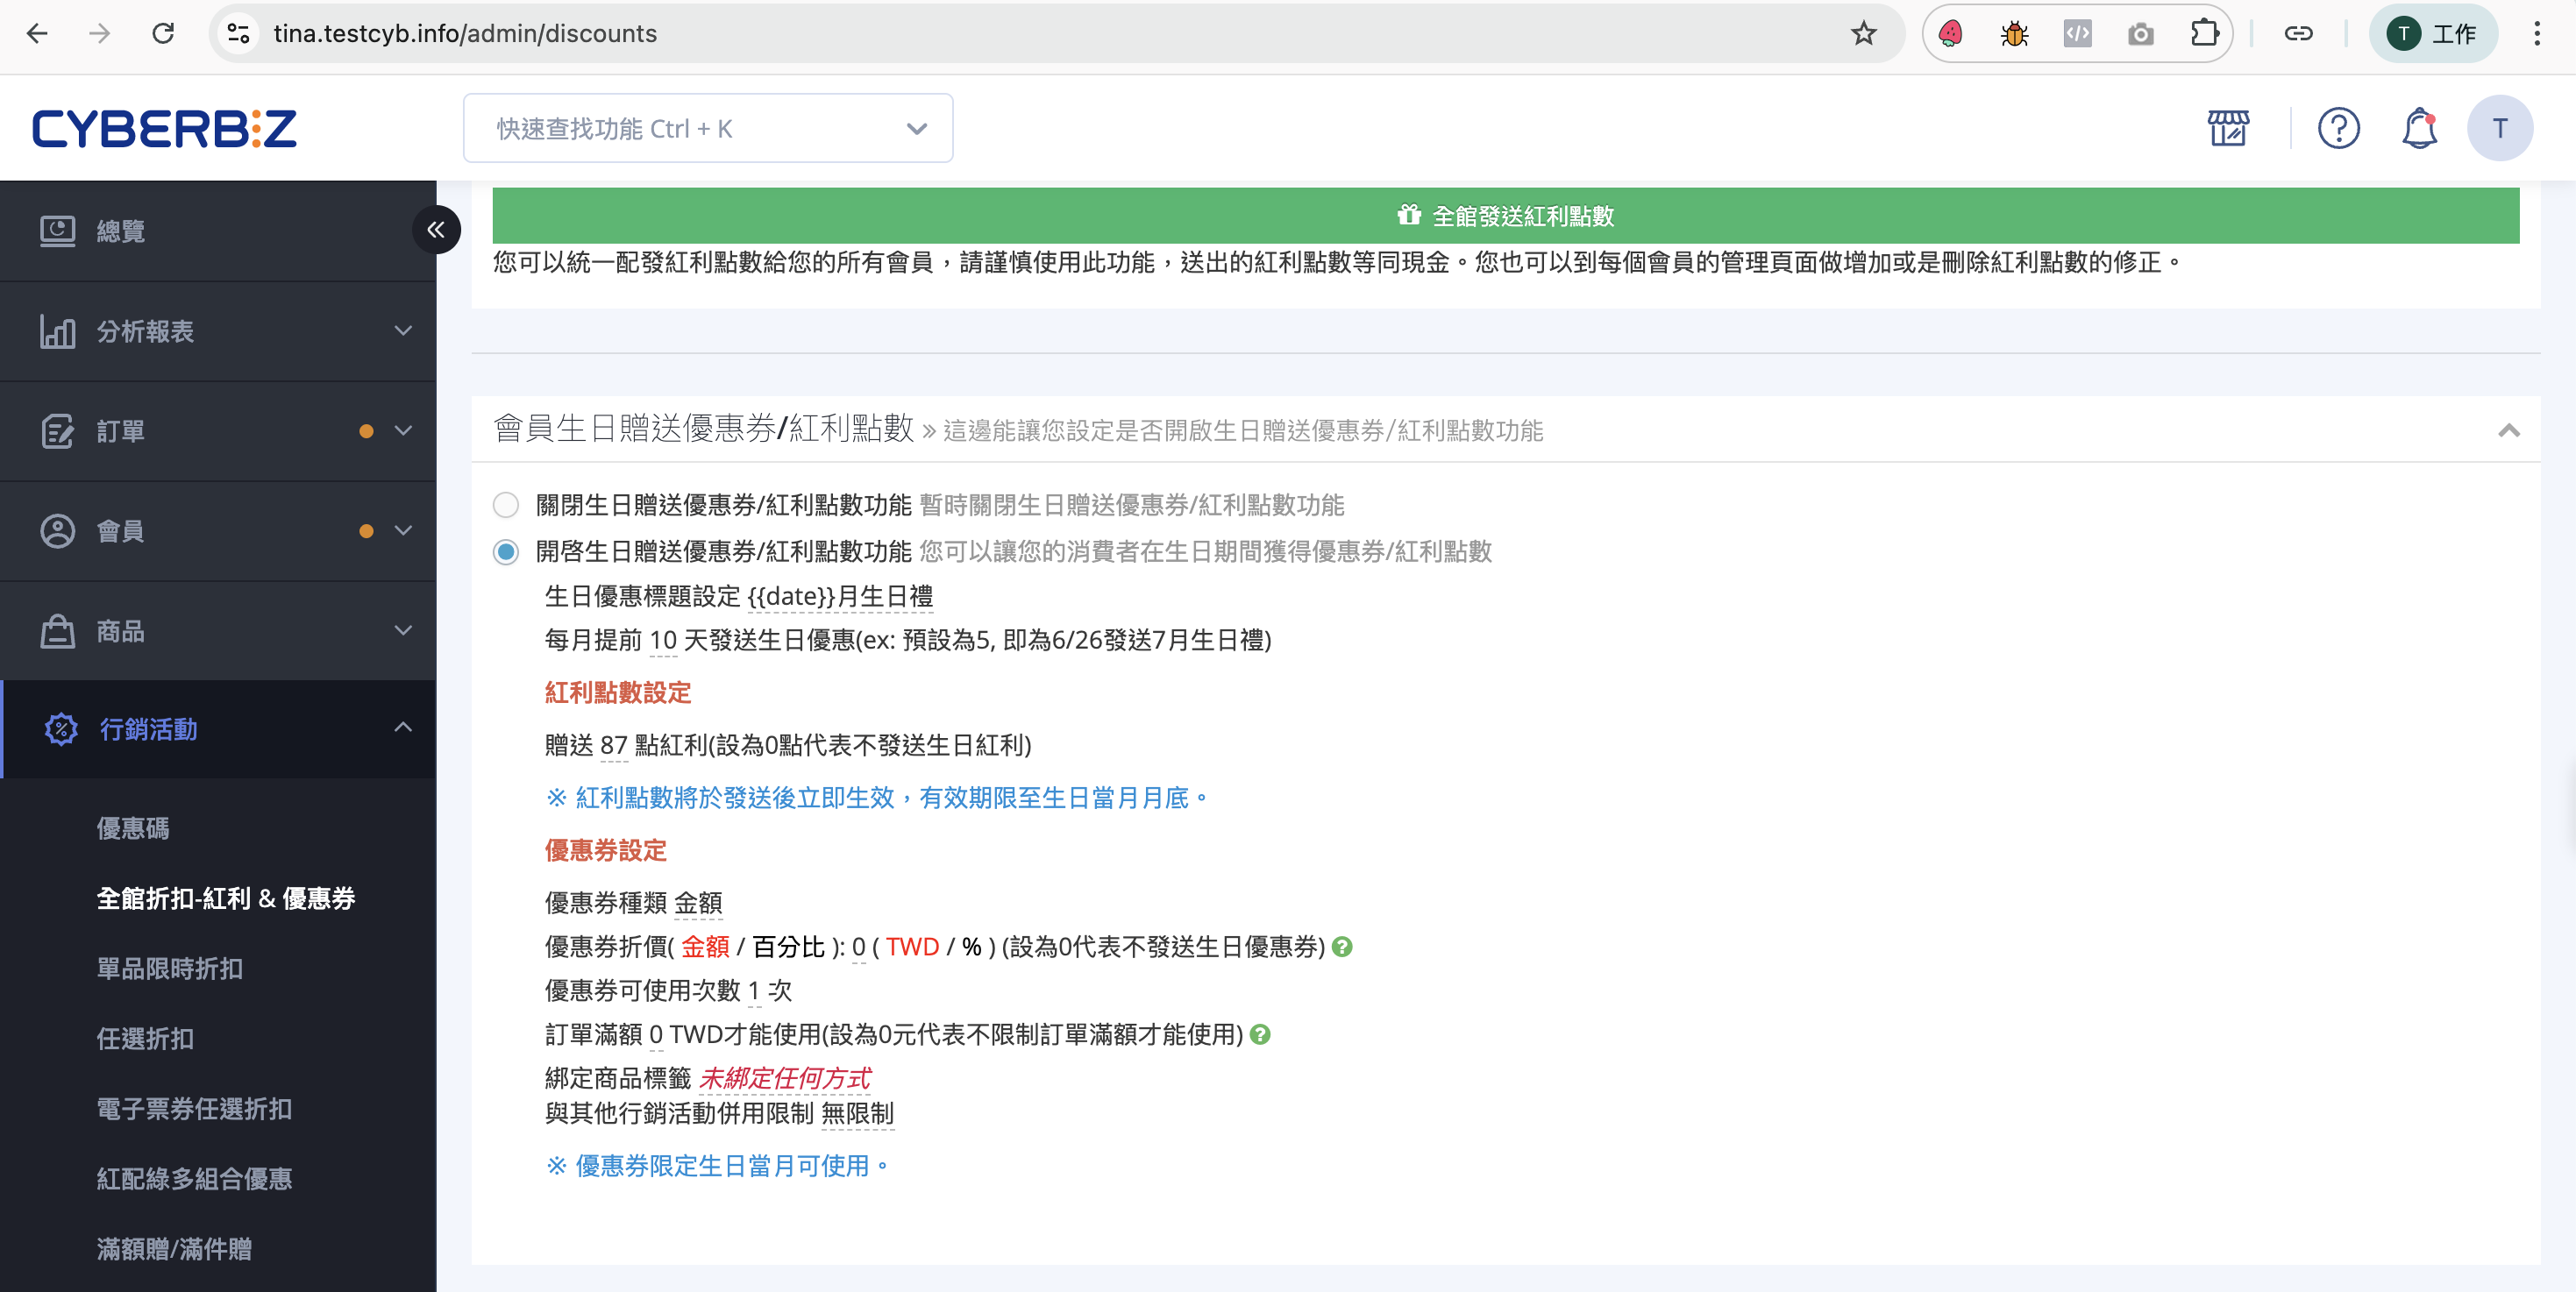 tina.testcyb.info/admin/discounts
T 工作
CYBERBIZ
快速查找功能 Ctrl + K
T
總覽
分析報表
訂單
會員
商品
行銷活動
優惠碼
全館折扣-紅利 & 優惠券
單品限時折扣
任選折扣
電子票券任選折扣
紅配綠多組合優惠
滿額贈/滿件贈
全館發送紅利點數
您可以統一配發紅利點數給您的所有會員，請謹慎使用此功能，送出的紅利點數等同現金。您也可以到每個會員的管理頁面做增加或是刪除紅利點數的修正。
會員生日贈送優惠券/紅利點數 » 這邊能讓您設定是否開啟生日贈送優惠券/紅利點數功能
關閉生日贈送優惠券/紅利點數功能 暫時關閉生日贈送優惠券/紅利點數功能
開啓生日贈送優惠券/紅利點數功能 您可以讓您的消費者在生日期間獲得優惠券/紅利點數
生日優惠標題設定 {{date}}月生日禮
每月提前 10 天發送生日優惠(ex: 預設為5, 即為6/26發送7月生日禮)
紅利點數設定
贈送 87 點紅利(設為0點代表不發送生日紅利)
※ 紅利點數將於發送後立即生效，有效期限至生日當月月底。
優惠券設定
優惠券種類 金額
優惠券折價( 金額 / 百分比 ): 0 ( TWD / % ) (設為0代表不發送生日優惠券)
優惠券可使用次數 1 次
訂單滿額 0 TWD才能使用(設為0元代表不限制訂單滿額才能使用)
綁定商品標籤 未綁定任何方式
與其他行銷活動併用限制 無限制
※ 優惠券限定生日當月可使用。